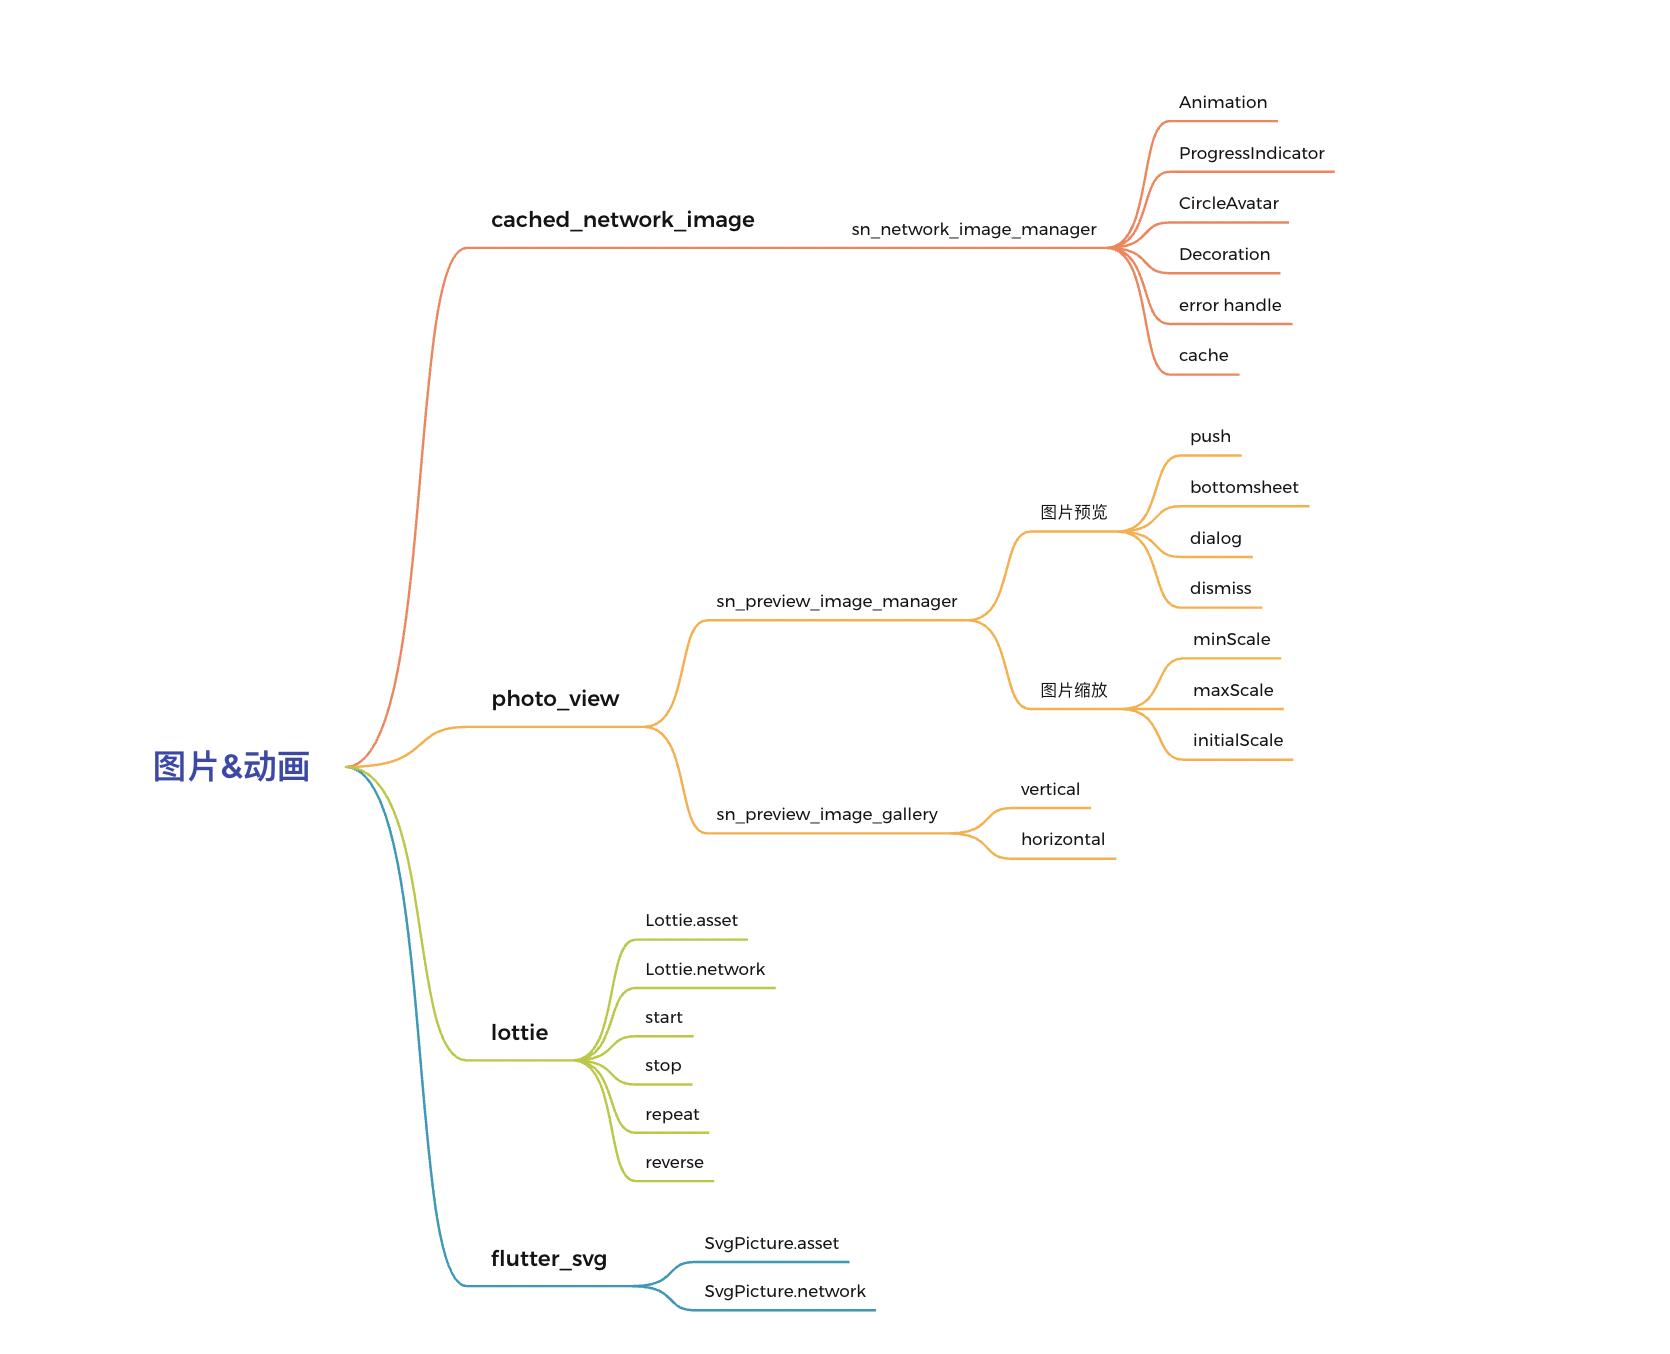 图片&动画
cached_network_image
sn_network_image_manager
Animation
ProgressIndicator
CircleAvatar
Decoration
error handle
cache
photo_view
sn_preview_image_manager
图片预览
push
bottomsheet
dialog
dismiss
图片缩放
minScale
maxScale
initialScale
sn_preview_image_gallery
vertical
horizontal
lottie
Lottie.asset
Lottie.network
start
stop
repeat
reverse
flutter_svg
SvgPicture.asset
SvgPicture.network